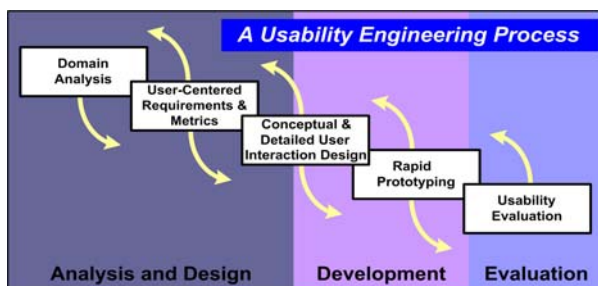 A Usability Engineering Process
Domain
Analysis
User-Centered
Requirements &
Metrics
Conceptual &
Detailed User
Interaction Design
Rapid
Prototyping
Usability
Evaluation
Analysis and Design
Development
Evaluation